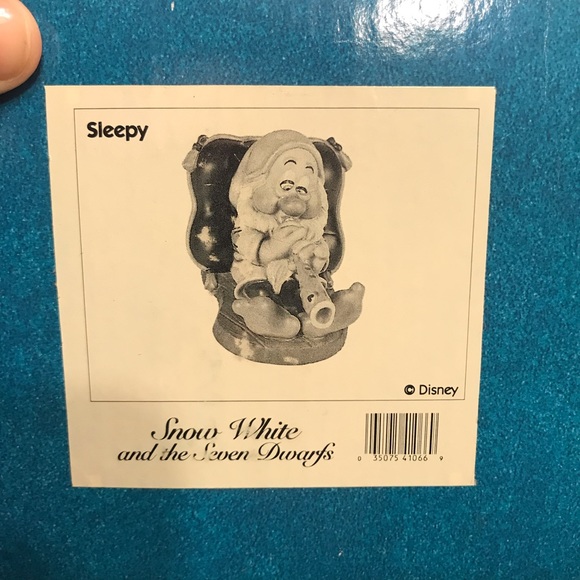 Sleepy
© Disney
Snow White
and the Seven Dwarfs
0 35075 41066 9